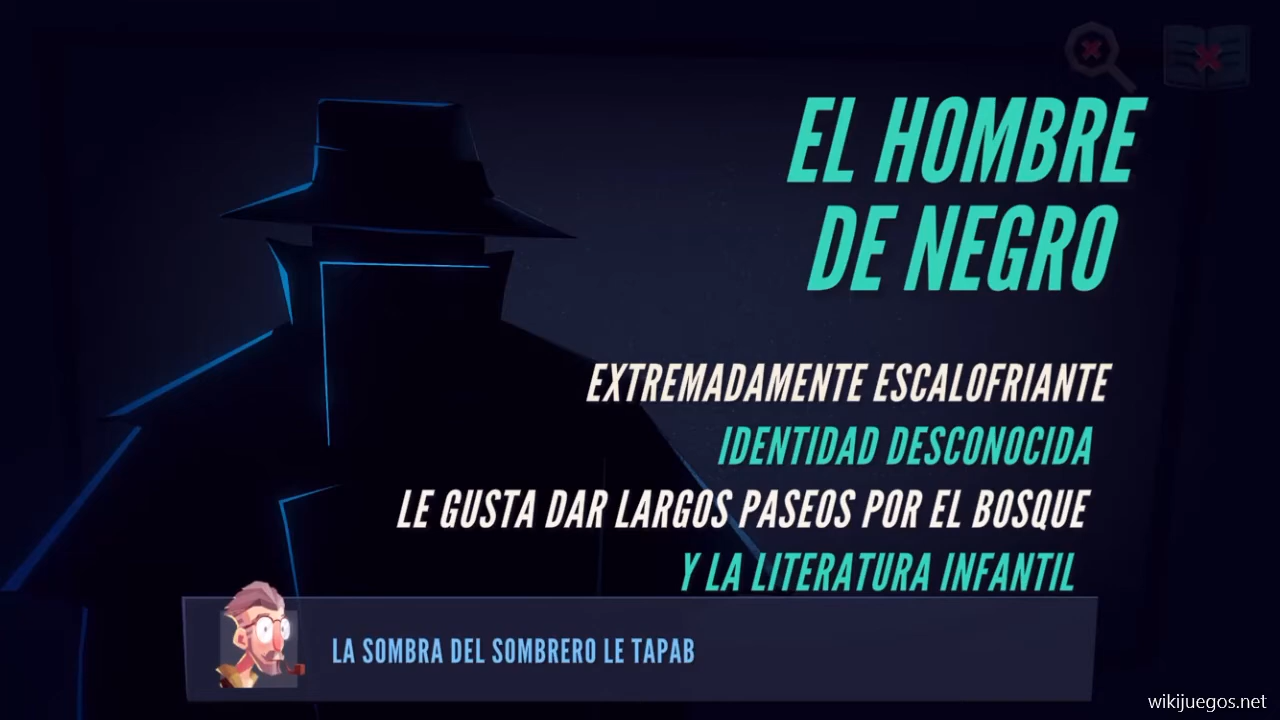 EL HOMBRE
DE NEGRO
EXTREMADAMENTE ESCALOFRIANTE
IDENTIDAD DESCONOCIDA
LE GUSTA DAR LARGOS PASEOS POR EL BOSQUE
Y LA LITERATURA INFANTIL
LA SOMBRA DEL SOMBRERO LE TAPAB
wikijuegos.net